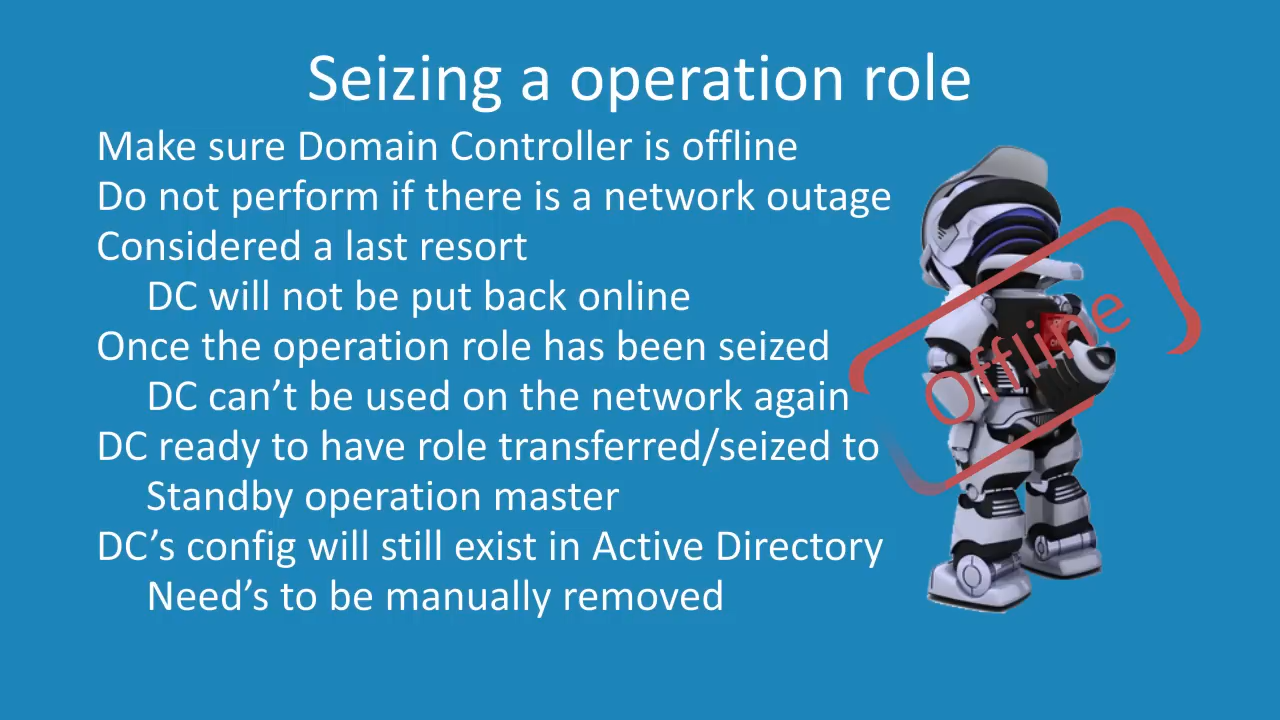 Seizing a operation role
Make sure Domain Controller is offline
Do not perform if there is a network outage
Considered a last resort
DC will not be put back online
Once the operation role has been seized
DC can't be used on the network again
DC ready to have role transferred/seized to
Standby operation master
DC's config will still exist in Active Directory
Need's to be manually removed
Offline